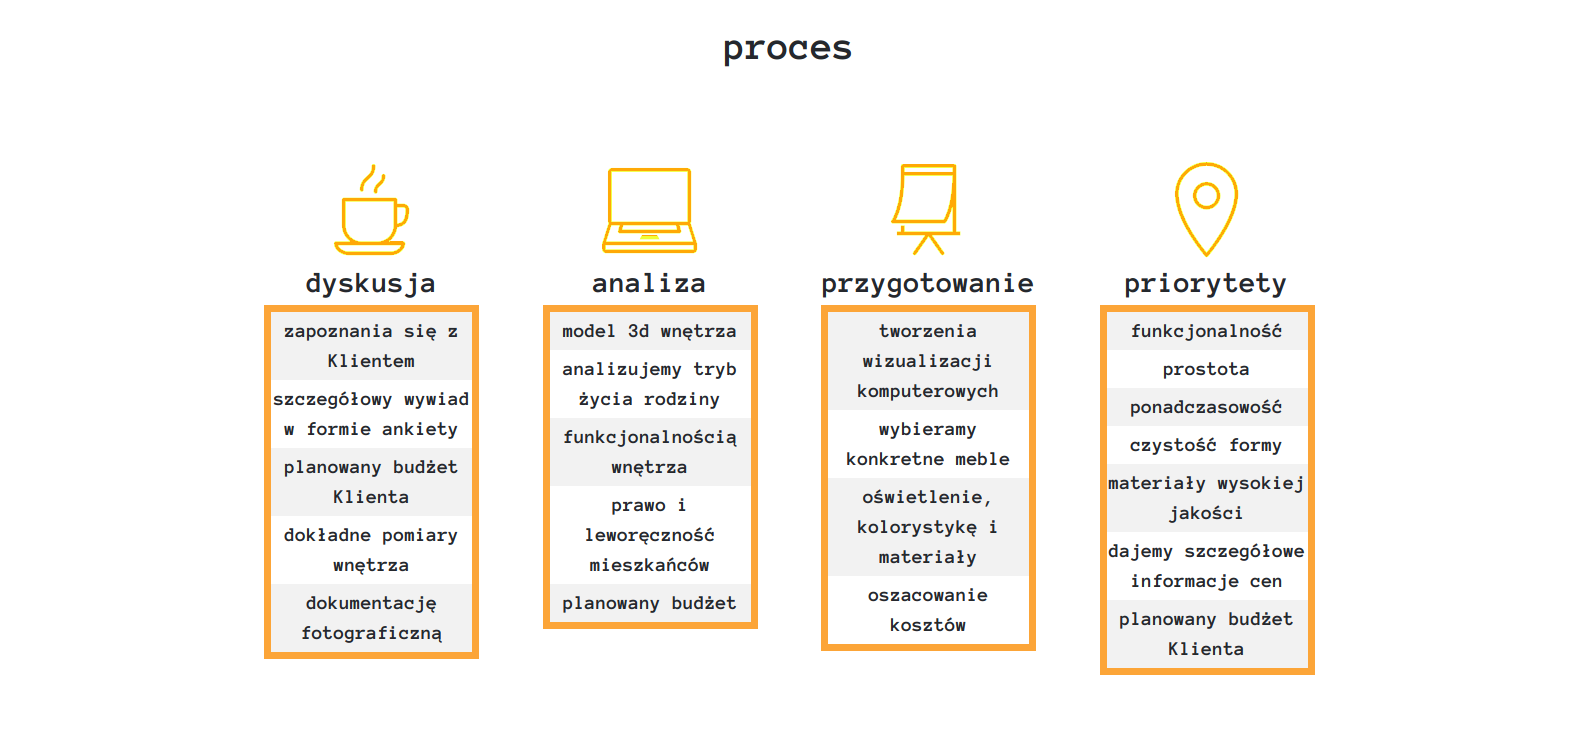 proces
dyskusja
zapoznania się z
Klientem
szczegółowy wywiad
w formie ankiety
planowany budżet
Klienta
dokładne pomiary
wnętrza
dokumentację
fotograficzną
analiza
model 3d wnętrza
analizujemy tryb
życia rodziny
funkcjonalnością
wnętrza
prawo i
leworęczność
mieszkańców
planowany budżet
przygotowanie
tworzenia
wizualizacji
komputerowych
wybieramy
konkretne meble
oświetlenie,
kolorystykę i
materiały
oszacowanie
kosztów
priorytety
funkcjonalność
prostota
ponadczasowość
czystość formy
materiały wysokiej
jakości
dajemy szczegółowe
informacje cen
planowany budżet
Klienta